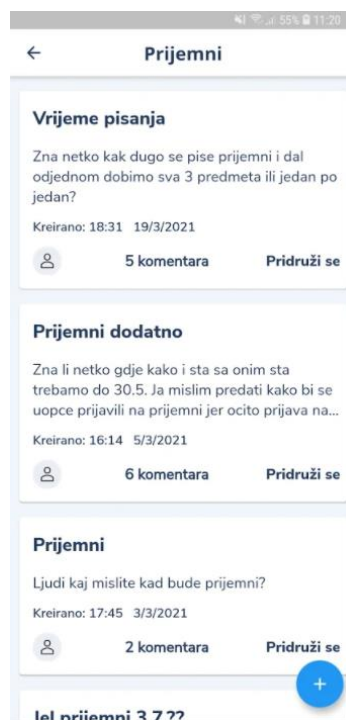 55% 11:20
Prijemni
Vrijeme pisanja
Zna netko kak dugo se pise prijemni i dal
odjednom dobimo sva 3 predmeta ili jedan po
jedan?
Kreirano: 18:31 19/3/2021
5 komentara Pridruži se
Prijemni dodatno
Zna li netko gdje kako i sta sa onim sta
trebamo do 30.5. Ja mislim predati kako bi se
uopce prijavili na prijemni jer ocito prijava na...
Kreirano: 16:14 5/3/2021
6 komentara Pridruži se
Prijemni
Ljudi kaj mislite kad bude prijemni?
Kreirano: 17:45 3/3/2021
2 komentara Pridruži se
+
Jel prijemni 3.7.??